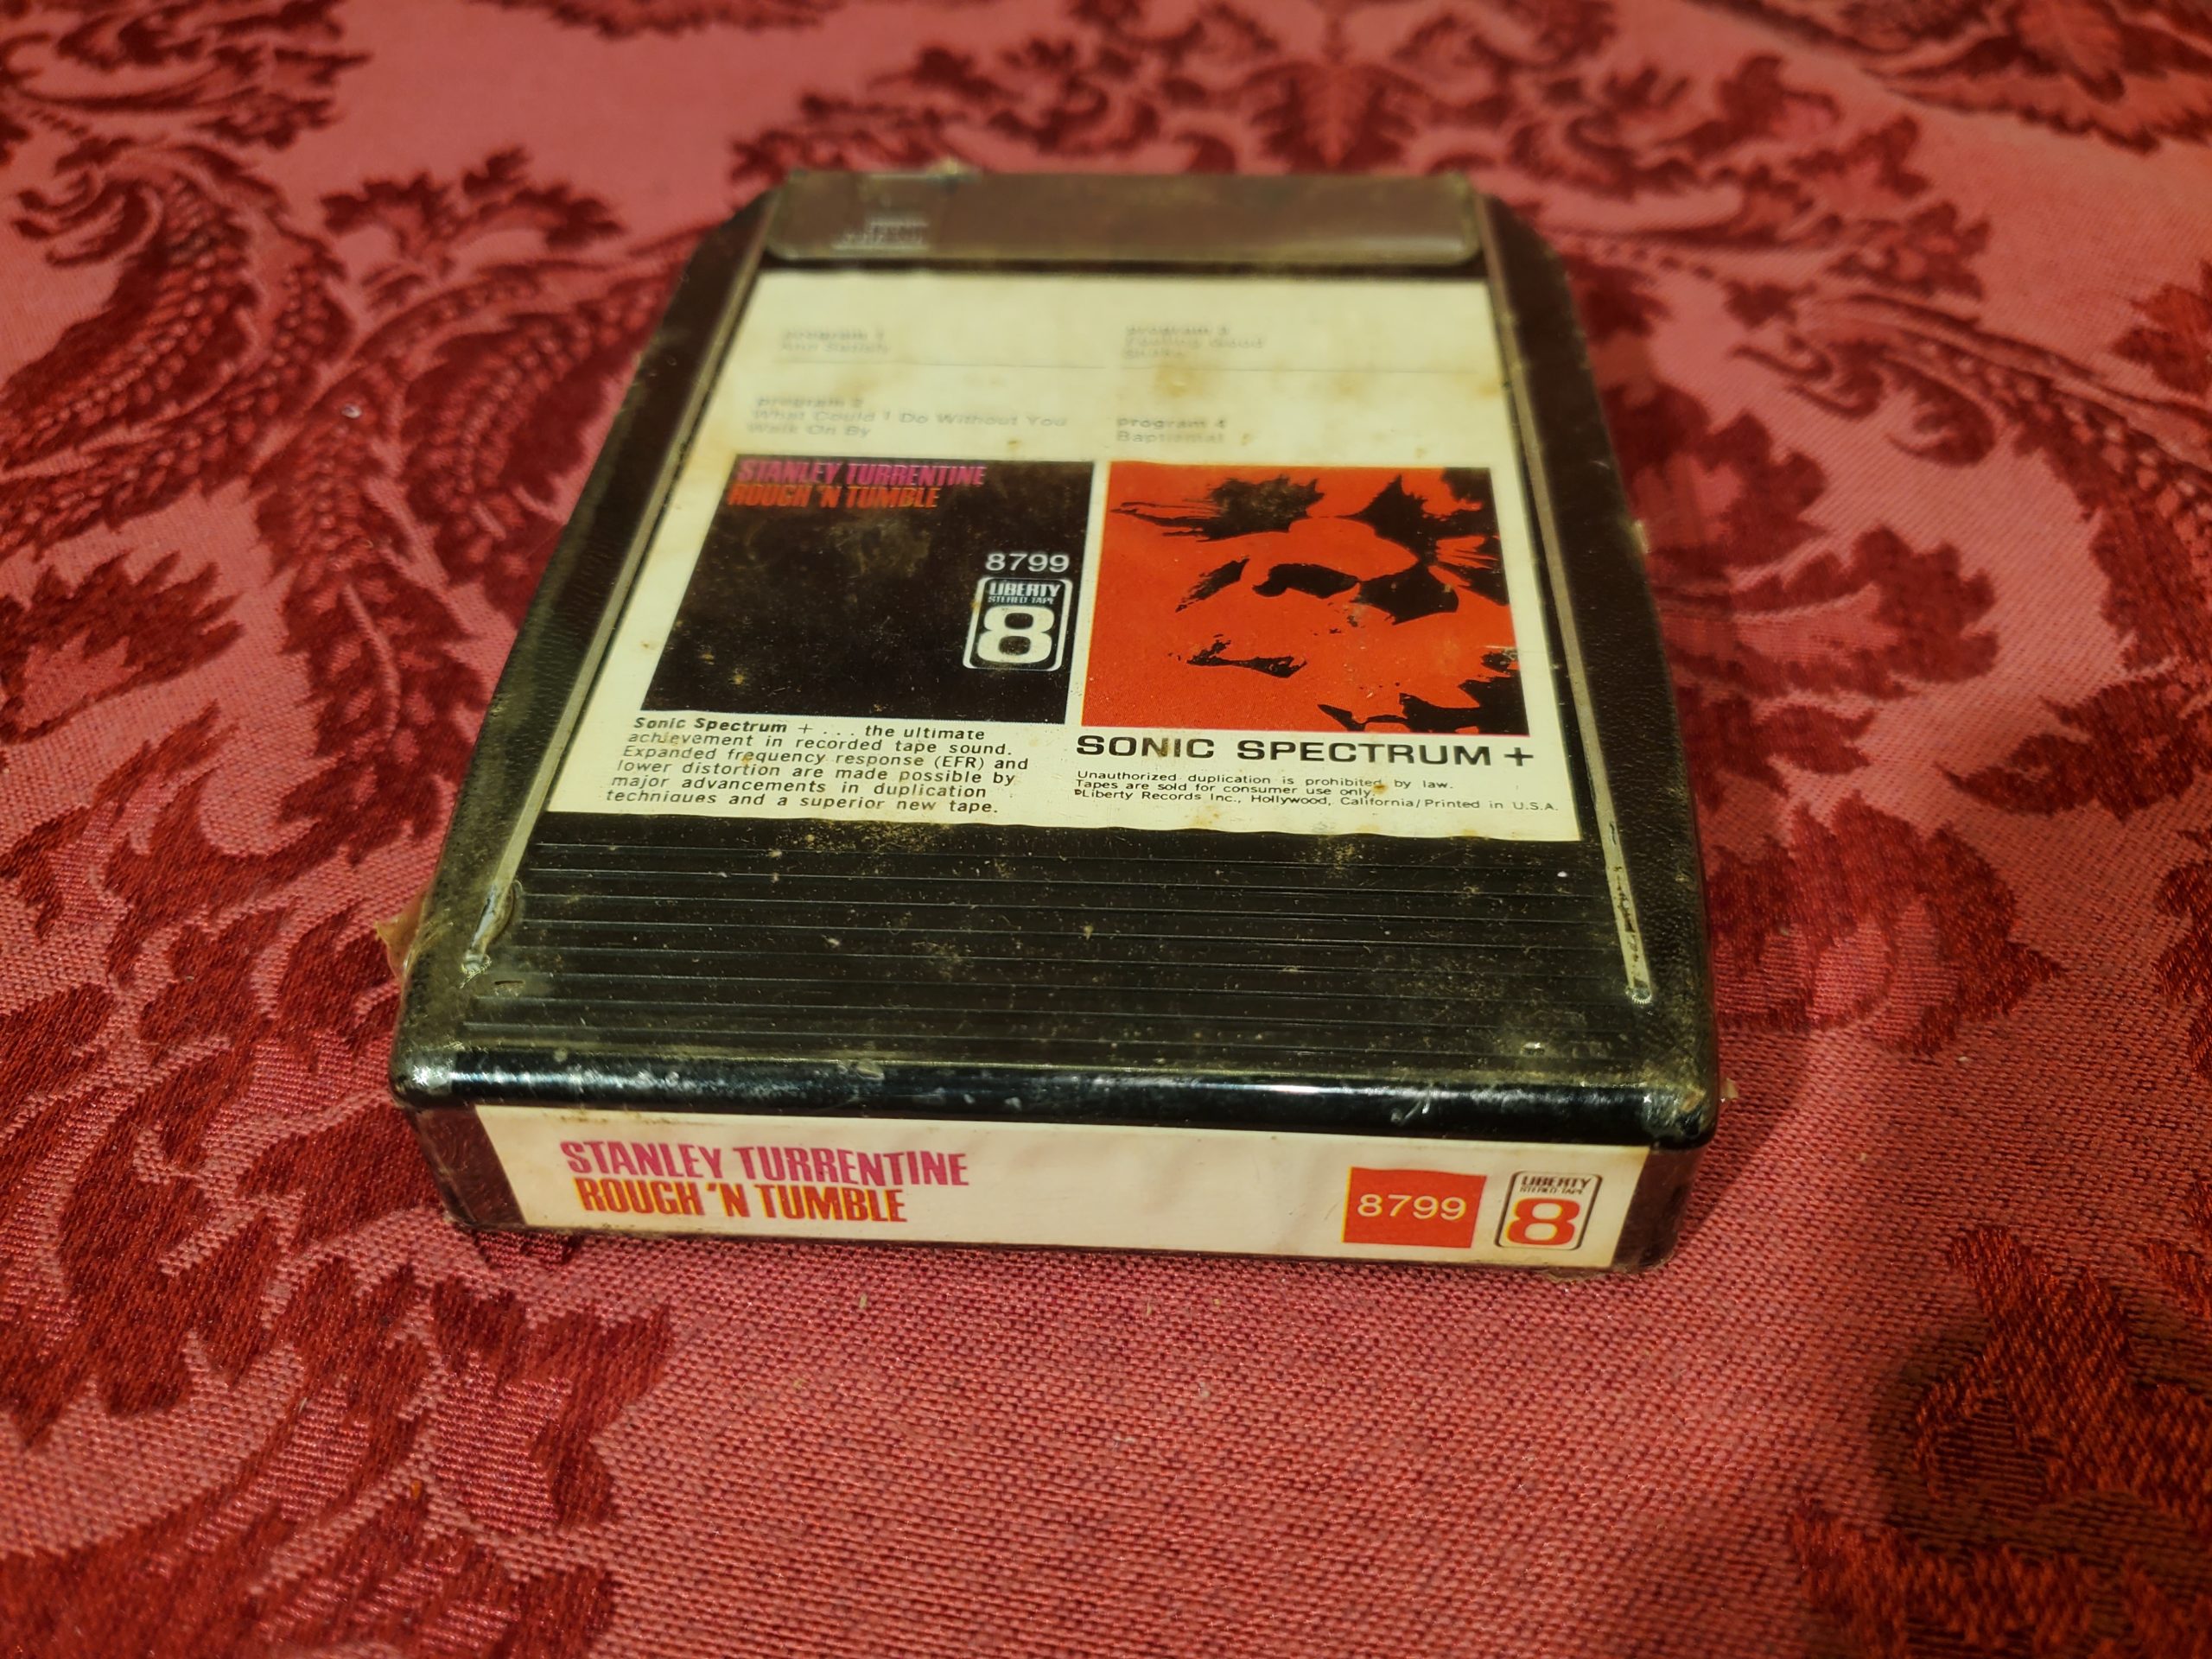 program 1
program 3
program 2
What Could I Do Without You
Walk On By
program 4
Baptismal
STANLEY TURRENTINE
ROUGH 'N TUMBLE
8799
LIBERTY
STEREO TAPE
8
Sonic Spectrum + ... the ultimate
achievement in recorded tape sound.
Expanded frequency response (EFR) and
lower distortion are made possible by
major advancements in duplication
techniques and a superior new tape.
SONIC SPECTRUM +
Unauthorized duplication is prohibited by law.
Tapes are sold for consumer use only.
℗Liberty Records Inc., Hollywood, California/Printed in U.S.A.
STANLEY TURRENTINE
ROUGH 'N TUMBLE
8799
LIBERTY
STEREO TAPE
8